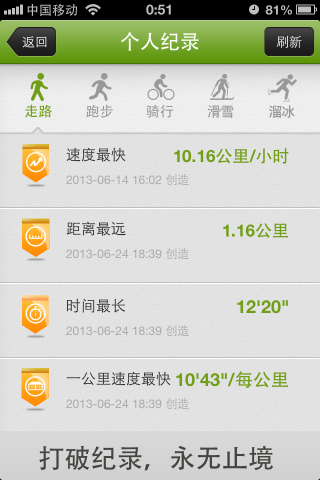 中国移动 0:51 89%
返回 个人纪录 刷新
走路 跑步 骑行 滑雪 溜冰
速度最快 10.16公里/小时
2013-06-14 16:02 创造
距离最远 1.16公里
2013-06-24 18:39 创造
时间最长 12'20"
2013-06-24 18:39 创造
一公里速度最快 10'43"/每公里
2013-06-24 18:39 创造
打破纪录，永无止境